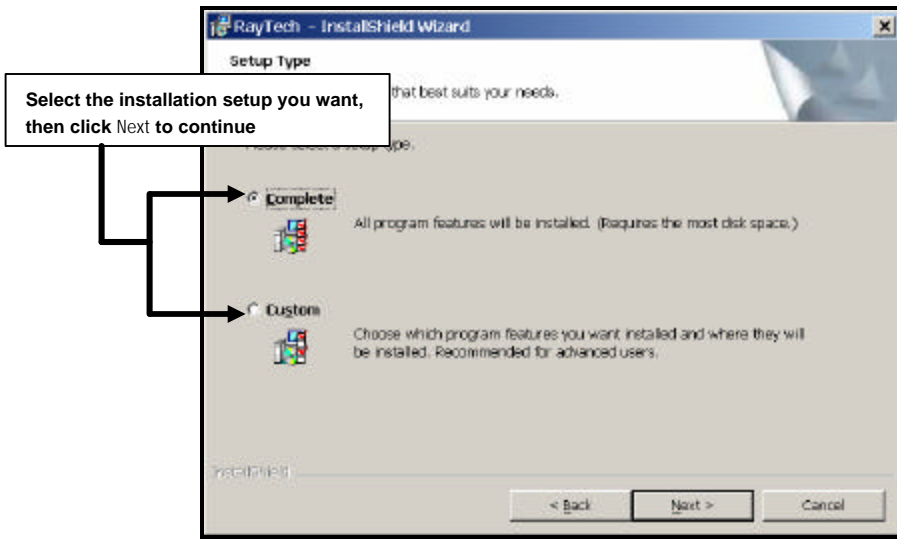 RayTech - InstallShield Wizard
Setup Type
that best suits your needs.
Select the installation setup you want,
then click Next to continue
setup type.
Complete
All program features will be installed. (Requires the most disk space.)
Custom
Choose which program features you want installed and where they will
be installed. Recommended for advanced users.
InstallShield
< Back
Next >
Cancel